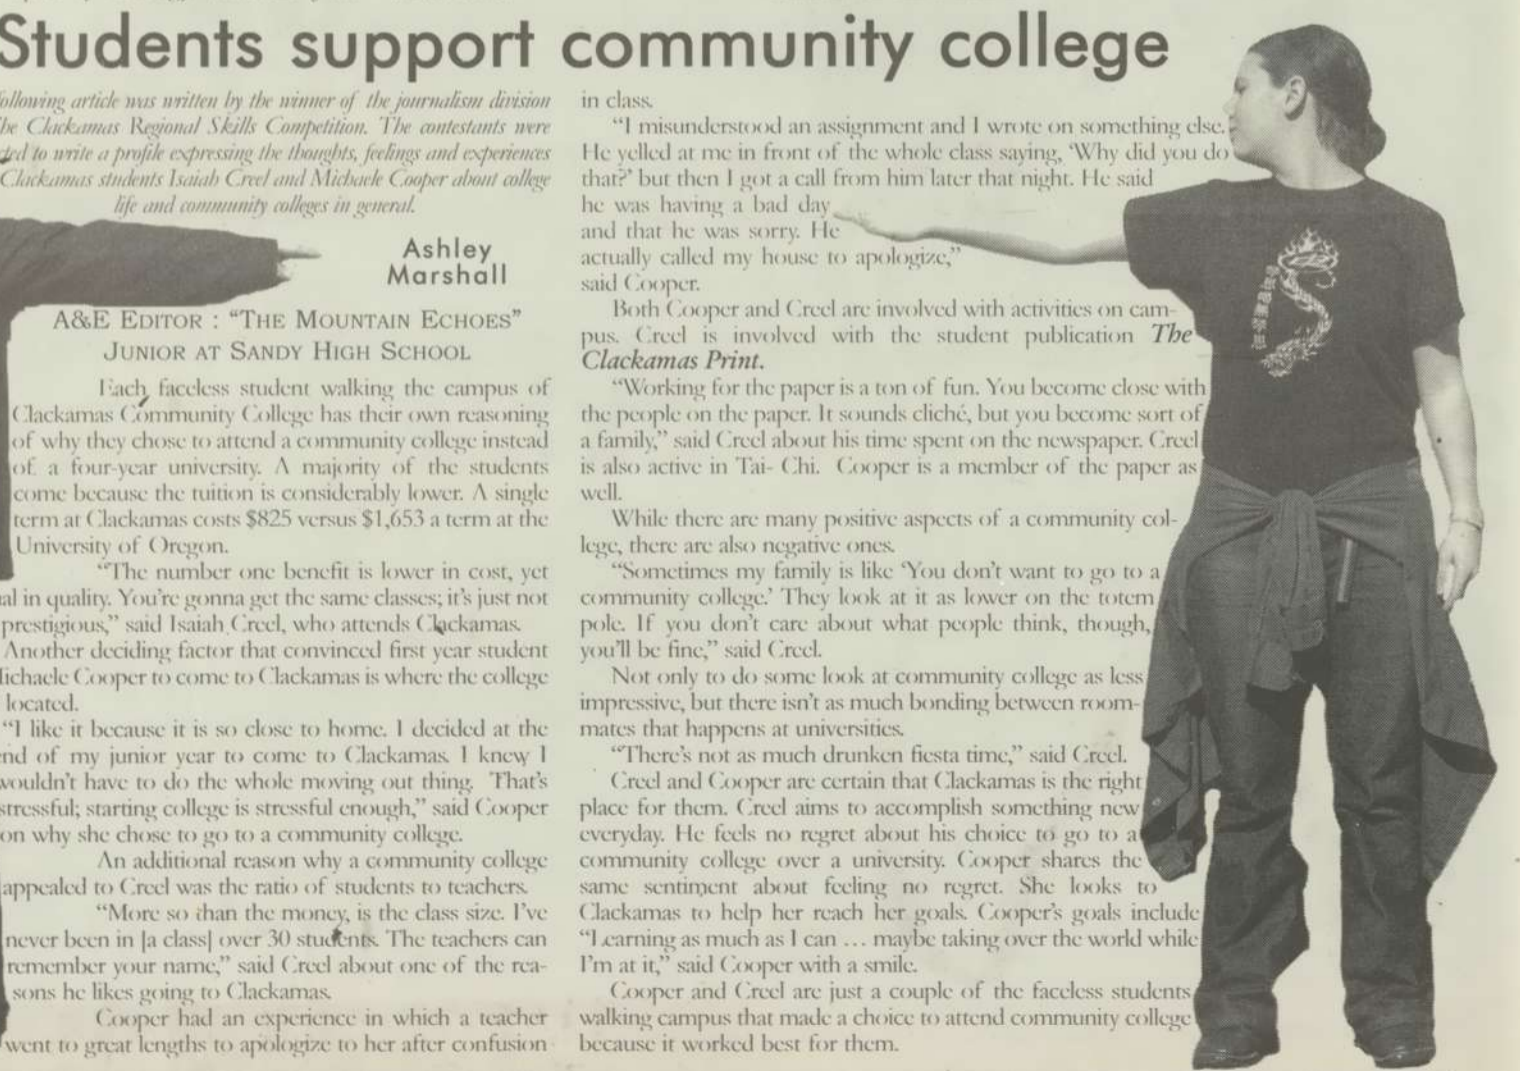 Students support community college
ollowing article was written by the winner of the journalism division
he Clackamas Regional Skills Competition. The contestants were
ted to write a profile expressing the thoughts, feelings and experiences
Clackamas students Isaiah Creel and Michaele Cooper about college
life and community colleges in general.
Ashley
Marshall
A&E EDITOR : “THE MOUNTAIN ECHOES”
JUNIOR AT SANDY HIGH SCHOOL
Each faceless student walking the campus of
Clackamas Community College has their own reasoning
of why they chose to attend a community college instead
of a four-year university. A majority of the students
come because the tuition is considerably lower. A single
term at Clackamas costs $825 versus $1,653 a term at the
University of Oregon.
“The number one benefit is lower in cost, yet
al in quality. You're gonna get the same classes; it's just not
prestigious,” said Isaiah Creel, who attends Clackamas.
Another deciding factor that convinced first year student
lichaele Cooper to come to Clackamas is where the college
located.
“I like it because it is so close to home. I decided at the
nd of my junior year to come to Clackamas. I knew I
wouldn't have to do the whole moving out thing. That's
stressful; starting college is stressful enough,” said Cooper
on why she chose to go to a community college.
An additional reason why a community college
appealed to Creel was the ratio of students to teachers.
“More so than the money, is the class size. I've
never been in [a class] over 30 students. The teachers can
remember your name,” said Creel about one of the rea-
sons he likes going to Clackamas.
Cooper had an experience in which a teacher
went to great lengths to apologize to her after confusion
in class.
“I misunderstood an assignment and I wrote on something else.
He yelled at me in front of the whole class saying, ‘Why did you do
that?’ but then I got a call from him later that night. He said
he was having a bad day
and that he was sorry. He
actually called my house to apologize,”
said Cooper.
Both Cooper and Creel are involved with activities on cam-
pus. Creel is involved with the student publication The
Clackamas Print.
“Working for the paper is a ton of fun. You become close with
the people on the paper. It sounds cliché, but you become sort of
a family,” said Creel about his time spent on the newspaper. Creel
is also active in Tai- Chi. Cooper is a member of the paper as
well.
While there are many positive aspects of a community col-
lege, there are also negative ones.
“Sometimes my family is like ‘You don't want to go to a
community college.’ They look at it as lower on the totem
pole. If you don't care about what people think, though,
you'll be fine,” said Creel.
Not only to do some look at community college as less
impressive, but there isn't as much bonding between room-
mates that happens at universities.
“There's not as much drunken fiesta time,” said Creel.
Creel and Cooper are certain that Clackamas is the right
place for them. Creel aims to accomplish something new
everyday. He feels no regret about his choice to go to a
community college over a university. Cooper shares the
same sentiment about feeling no regret. She looks to
Clackamas to help her reach her goals. Cooper's goals include
“Learning as much as I can ... maybe taking over the world while
I'm at it,” said Cooper with a smile.
Cooper and Creel are just a couple of the faceless students
walking campus that made a choice to attend community college
because it worked best for them.